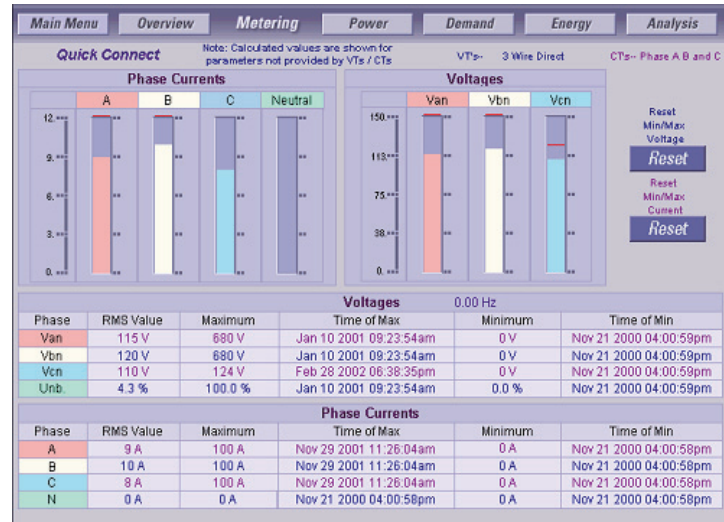 Main Menu Overview Metering Power Demand Energy Analysis
Quick Connect
Note: Calculated values are shown for
parameters not provided by VTs / CTs
VT's-- 3 Wire Direct
CT's-- Phase A,B and C
Phase Currents
A B C Neutral
12.
9.
6.
3.
0.
Voltages
Van Vbn Vcn
150.
113.
75.
38.
0.
Reset
Min/Max
Voltage
Reset
Reset
Min/Max
Current
Reset
Voltages 0.00 Hz
Phase RMS Value Maximum Time of Max Minimum Time of Min
Van 115 V 680 V Jan 10 2001 09:23:54am 0 V Nov 21 2000 04:00:59pm
Vbn 120 V 680 V Jan 10 2001 09:23:54am 0 V Nov 21 2000 04:00:59pm
Vcn 110 V 124 V Feb 28 2002 06:38:35pm 0 V Nov 21 2000 04:00:59pm
Unb. 4.3 % 100.0 % Jan 10 2001 09:23:54am 0.0 % Nov 21 2000 04:00:59pm
Phase Currents
Phase RMS Value Maximum Time of Max Minimum Time of Min
A 9 A 100 A Nov 29 2001 11:26:04am 0 A Nov 21 2000 04:00:58pm
B 10 A 100 A Nov 29 2001 11:26:04am 0 A Nov 21 2000 04:00:58pm
C 8 A 100 A Nov 29 2001 11:26:04am 0 A Nov 21 2000 04:00:58pm
N 0 A 0 A Nov 21 2000 04:00:58pm 0 A Nov 21 2000 04:00:58pm